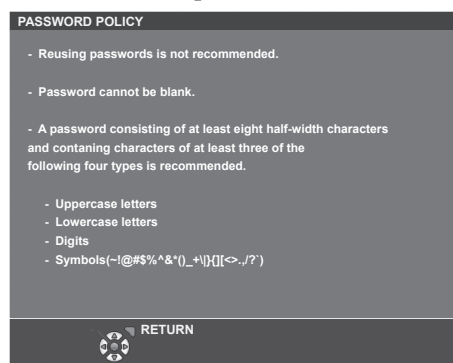 PASSWORD POLICY
- Reusing passwords is not recommended.
- Password cannot be blank.
- A password consisting of at least eight half-width characters
and contaning characters of at least three of the
following four types is recommended.
- Uppercase letters
- Lowercase letters
- Digits
- Symbols(~!@#$%^&*()_+\|}{][<>.,/?`)
RETURN